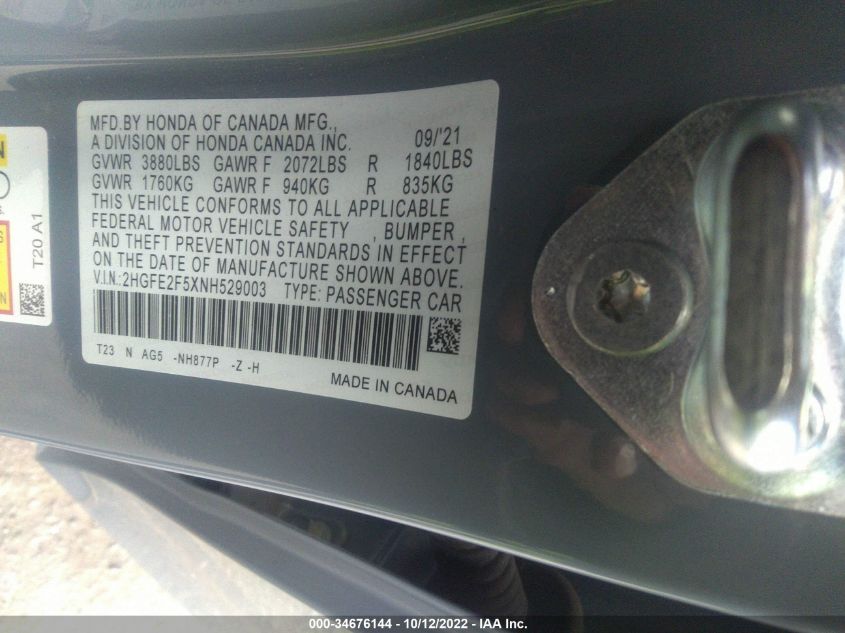 MFD.BY HONDA OF CANADA MFG.,
A DIVISION OF HONDA CANADA INC. 09/'21
GVWR 3880LBS GAWR F 2072LBS R 1840LBS
GVWR 1760KG GAWR F 940KG R 835KG
THIS VEHICLE CONFORMS TO ALL APPLICABLE
FEDERAL MOTOR VEHICLE SAFETY , BUMPER ,
AND THEFT PREVENTION STANDARDS IN EFFECT
ON THE DATE OF MANUFACTURE SHOWN ABOVE.
V.I.N:2HGFE2F5XNH529003 TYPE: PASSENGER CAR
T23 N AG5 -NH877P -Z -H
MADE IN CANADA
T20 A1
000-34676144 - 10/12/2022 - IAA Inc.